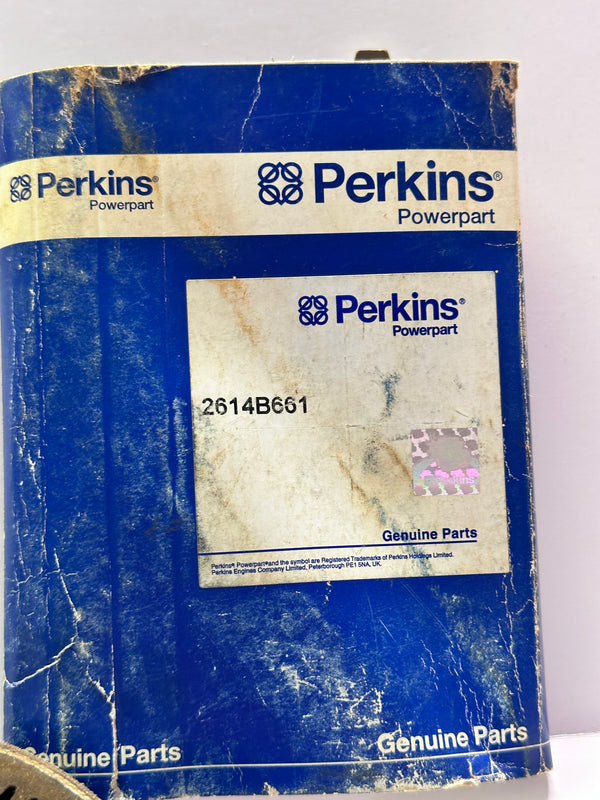 Perkins®
Powerpart
Perkins®
Powerpart
Perkins®
Powerpart
2614B661
Perkins
Genuine Parts
Perkins® Powerpart® and the symbol are Registered Trademarks of Perkins Holdings Limited.
Perkins Engines Company Limited, Peterborough PE1 5NA, UK.
Genuine Parts
Genuine Parts